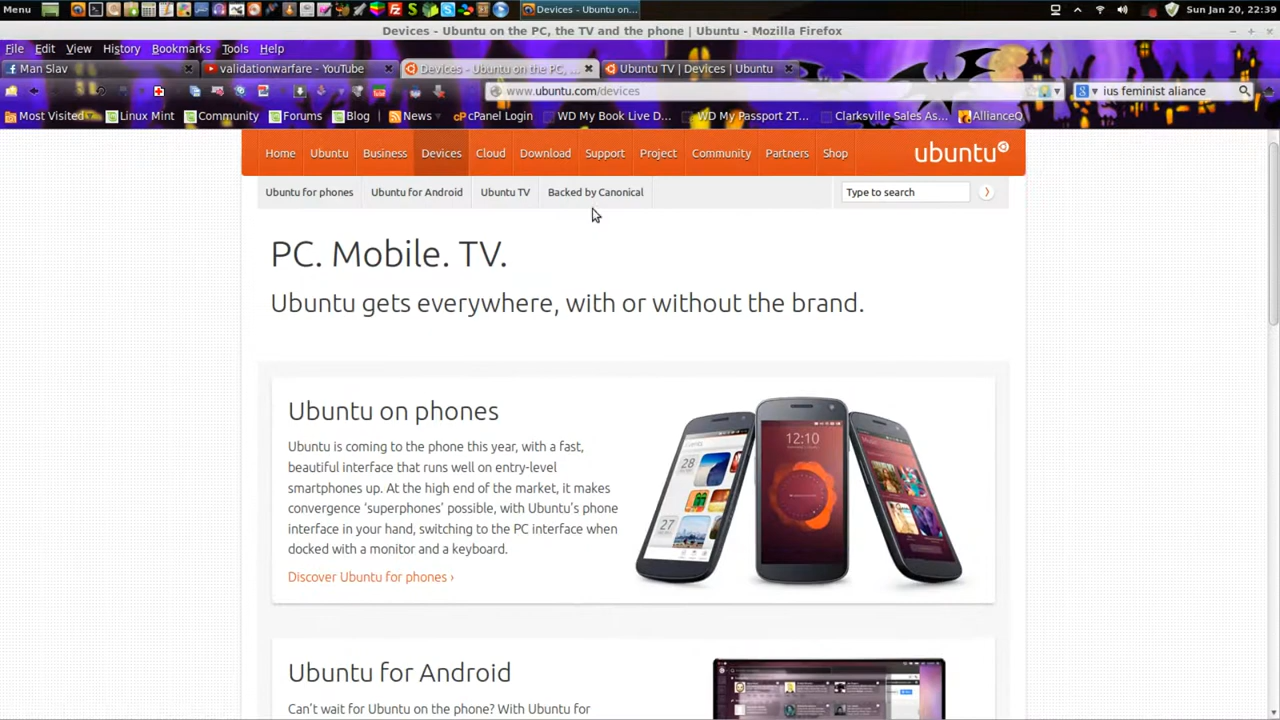 Menu
Devices - Ubuntu on...
Sun Jan 20, 22:39
Devices - Ubuntu on the PC, the TV and the phone | Ubuntu - Mozilla Firefox
File Edit View History Bookmarks Tools Help
Man Slav
validationwarfare - YouTube
Devices - Ubuntu on the PC, ...
Ubuntu TV | Devices | Ubuntu
www.ubuntu.com/devices
ius feminist aliance
Most Visited
Linux Mint
Community
Forums
Blog
News
cPanel Login
WD My Book Live D...
WD My Passport 2T...
Clarksville Sales As...
AllianceQ
Home Ubuntu Business Devices Cloud Download Support Project Community Partners Shop
ubuntu
Ubuntu for phones Ubuntu for Android Ubuntu TV Backed by Canonical
Type to search
PC. Mobile. TV.
Ubuntu gets everywhere, with or without the brand.
Ubuntu on phones
Ubuntu is coming to the phone this year, with a fast,
beautiful interface that runs well on entry-level
smartphones up. At the high end of the market, it makes
convergence ‘superphones’ possible, with Ubuntu’s phone
interface in your hand, switching to the PC interface when
docked with a monitor and a keyboard.
Discover Ubuntu for phones ›
28
27
12:10
Ubuntu for Android
Can’t wait for Ubuntu on the phone? With Ubuntu for